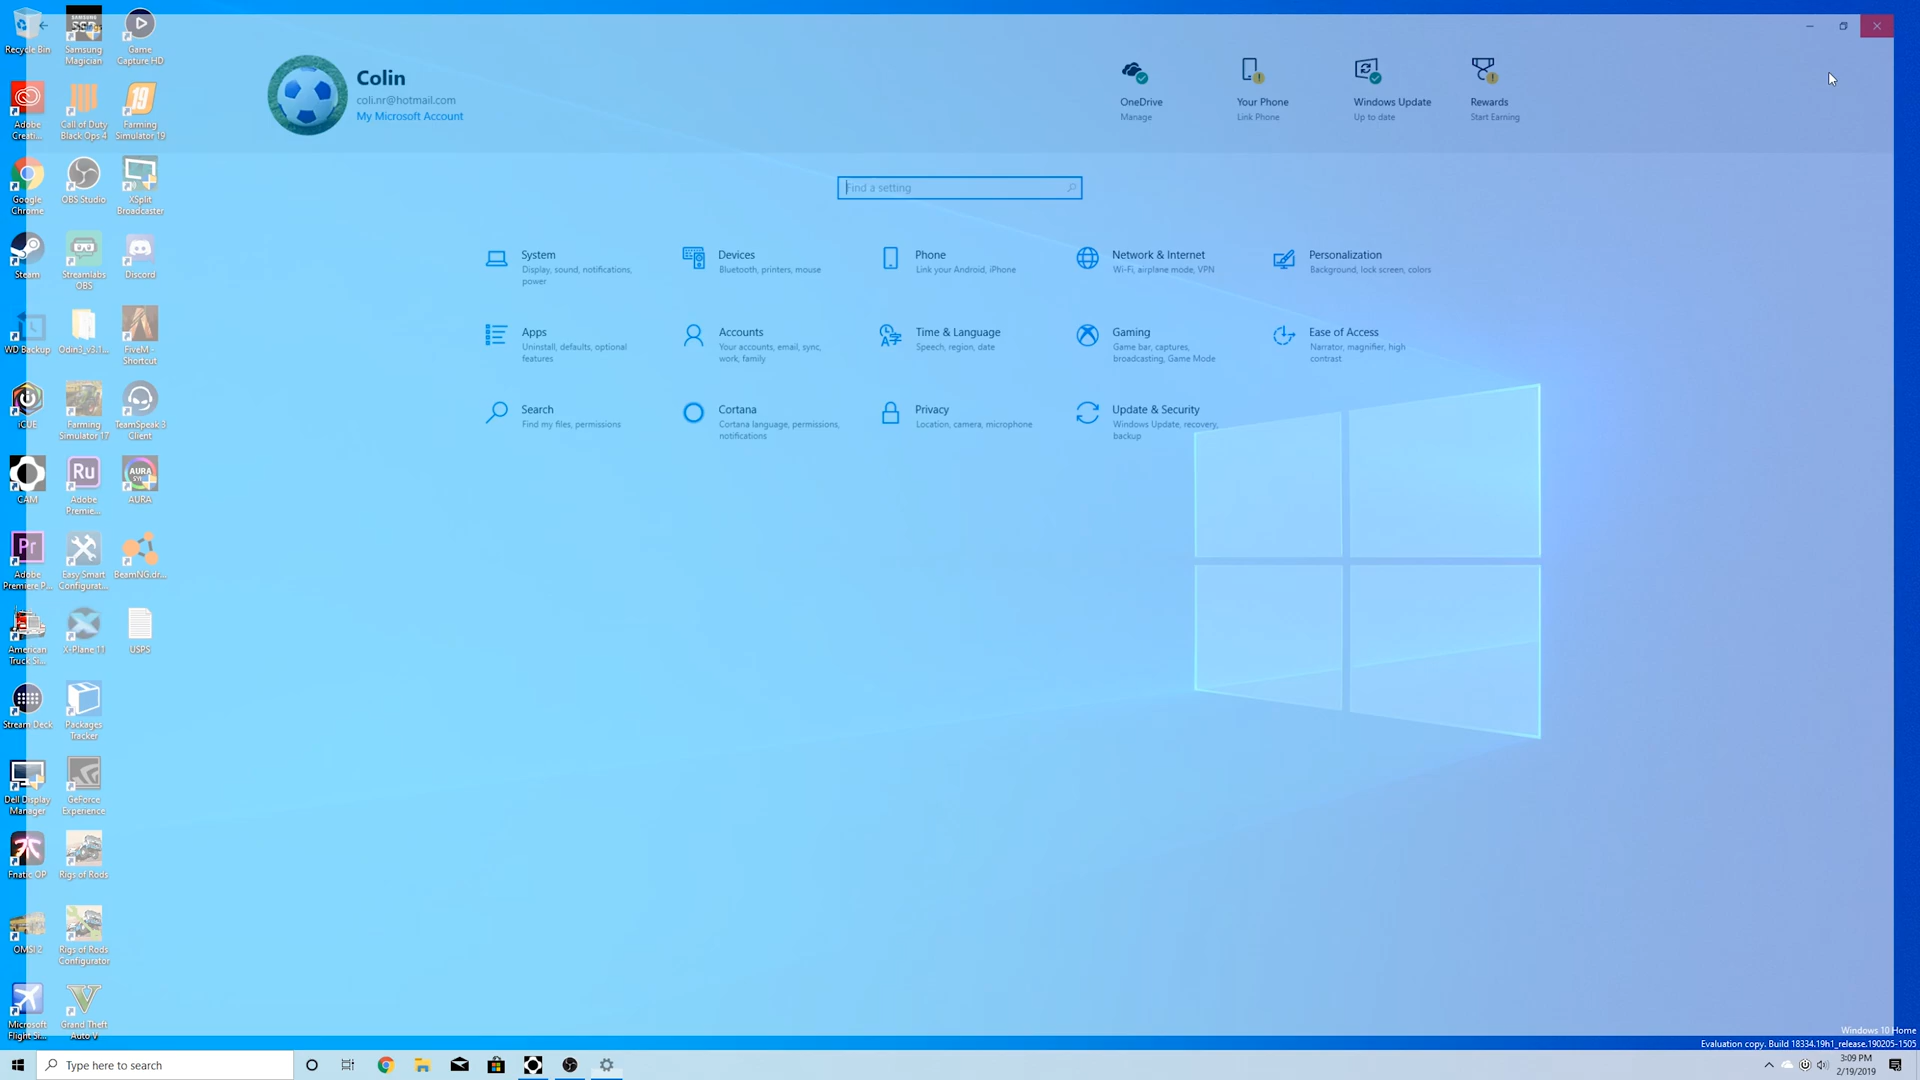 Recycle Bin
Samsung
Magician
Game
Capture HD
Adobe
Creati...
Call of Duty
Black Ops 4
19
Farming
Simulator 19
Google
Chrome
OBS Studio
XSplit
Broadcaster
Steam
Streamlabs
OBS
Discord
WD Backup
Odin3_v3.1...
FiveM -
Shortcut
iCUE
Farming
Simulator 17
TeamSpeak 3
Client
CAM
Ru
Adobe
Premie...
AURA
AURA
Pr
Adobe
Premiere P...
Easy Smart
Configurat...
BeamNG.dr...
American
Truck Si...
X-Plane 11
USPS
Stream Deck
Packages
Tracker
Dell Display
Manager
GeForce
Experience
Fnatic OP
Rigs of Rods
OMSI 2
Rigs of Rods
Configurator
Microsoft
Flight Si...
Grand Theft
Auto V
Colin
coli.nr@hotmail.com
My Microsoft Account
OneDrive
Manage
Your Phone
Link Phone
Windows Update
Up to date
Rewards
Start Earning
Find a setting
System
Display, sound, notifications,
power
Devices
Bluetooth, printers, mouse
Phone
Link your Android, iPhone
Network & Internet
Wi-Fi, airplane mode, VPN
Personalization
Background, lock screen, colors
Apps
Uninstall, defaults, optional
features
Accounts
Your accounts, email, sync,
work, family
Time & Language
Speech, region, date
Gaming
Game bar, captures,
broadcasting, Game Mode
Ease of Access
Narrator, magnifier, high
contrast
Search
Find my files, permissions
Cortana
Cortana language, permissions,
notifications
Privacy
Location, camera, microphone
Update & Security
Windows Update, recovery,
backup
Windows 10 Home
Evaluation copy. Build 18334.19h1_release.190205-1505
Type here to search
3:09 PM
2/19/2019